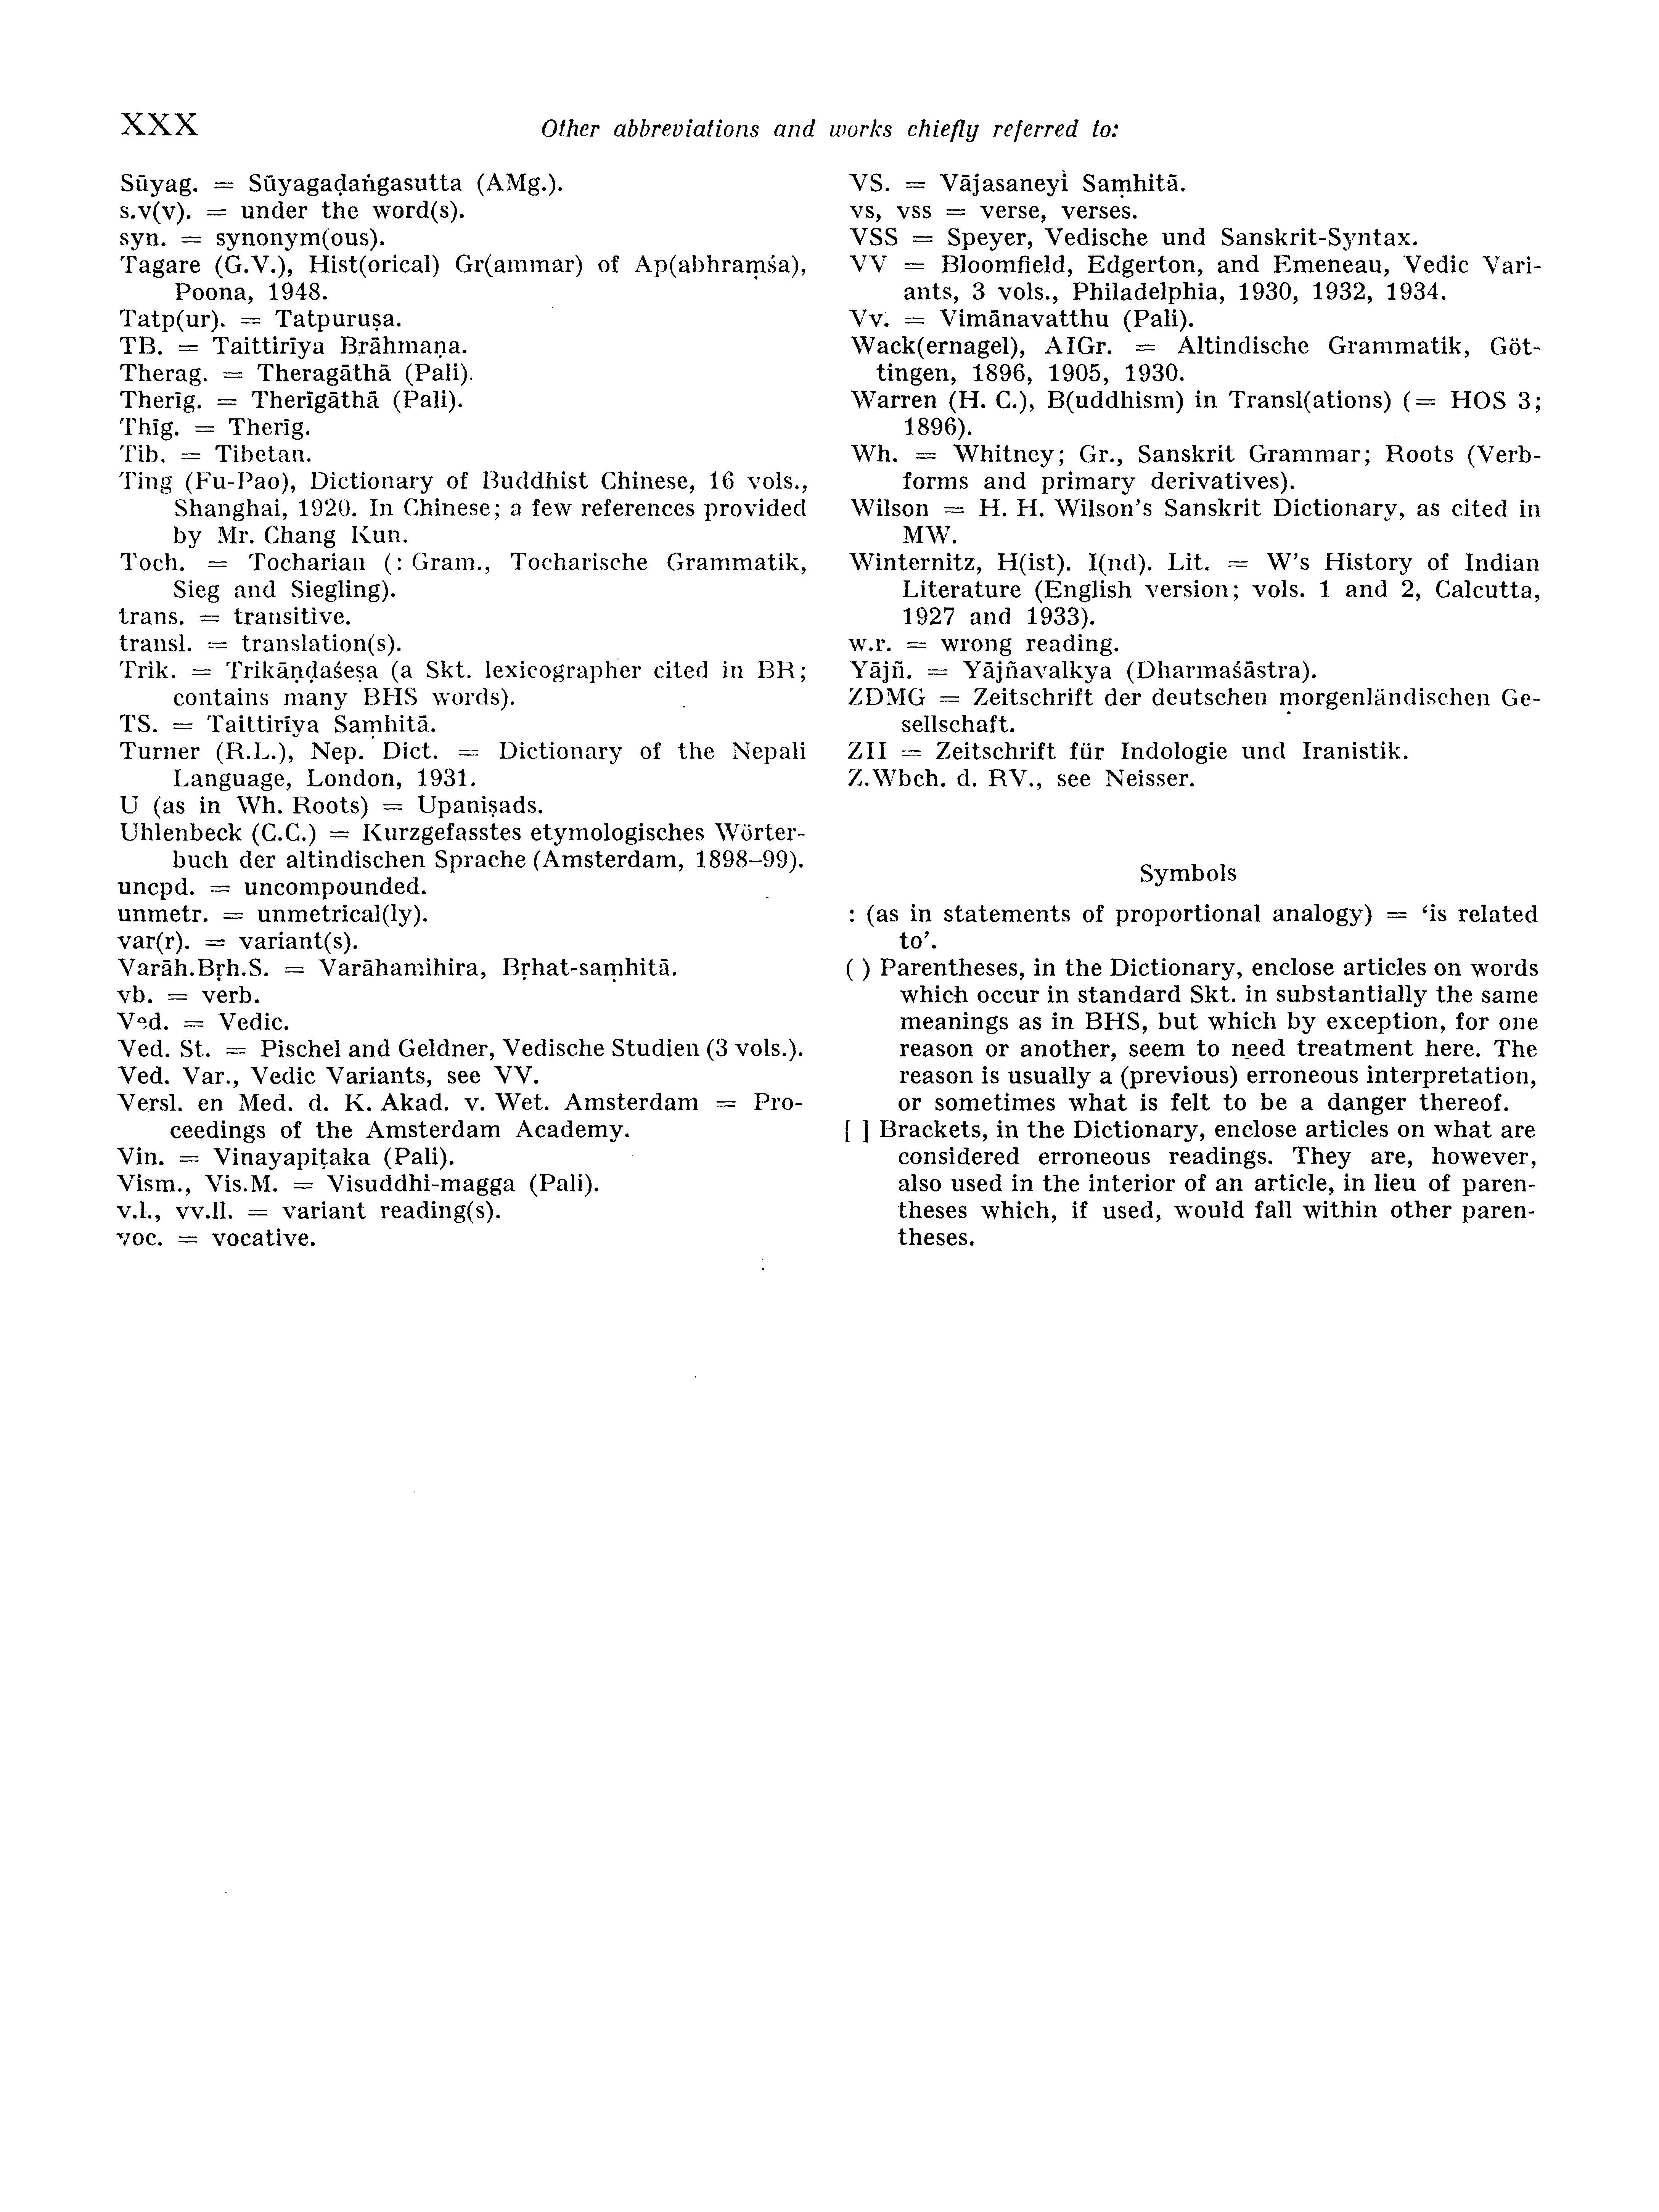 XXX
Other abbreviations and works chiefly referred to:
Sūyag. = Sūyagaḍaṅgasutta (AMg.).
s.v(v). = under the word(s).
syn. = synonym(ous).
Tagare (G.V.), Hist(orical) Gr(ammar) of Ap(abhraṃśa),
Poona, 1948.
Tatp(ur). = Tatpuruṣa.
TB. = Taittirīya Brāhmaṇa.
Therag. = Theragāthā (Pali).
Therīg. = Therīgāthā (Pali).
Thīg. = Therīg.
Tib. = Tibetan.
Ting (Fu-Pao), Dictionary of Buddhist Chinese, 16 vols.,
Shanghai, 1920. In Chinese; a few references provided
by Mr. Chang Kun.
Toch. = Tocharian (: Gram., Tocharische Grammatik,
Sieg and Siegling).
trans. = transitive.
transl. = translation(s).
Trik. = Trikāṇḍaśeṣa (a Skt. lexicographer cited in BR;
contains many BHS words).
TS. = Taittirīya Saṃhitā.
Turner (R.L.), Nep. Dict. = Dictionary of the Nepali
Language, London, 1931.
U (as in Wh. Roots) = Upaniṣads.
Uhlenbeck (C.C.) = Kurzgefasstes etymologisches Wörter-
buch der altindischen Sprache (Amsterdam, 1898–99).
uncpd. = uncompounded.
unmetr. = unmetrical(ly).
var(r). = variant(s).
Varāh.Bṛh.S. = Varāhamihira, Bṛhat-saṃhitā.
vb. = verb.
Ved. = Vedic.
Ved. St. = Pischel and Geldner, Vedische Studien (3 vols.).
Ved. Var., Vedic Variants, see VV.
Versl. en Med. d. K. Akad. v. Wet. Amsterdam = Pro-
ceedings of the Amsterdam Academy.
Vin. = Vinayapiṭaka (Pali).
Vism., Vis.M. = Visuddhi-magga (Pali).
v.l., vv.ll. = variant reading(s).
voc. = vocative.
VS. = Vājasaneyi Saṃhitā.
vs, vss = verse, verses.
VSS = Speyer, Vedische und Sanskrit-Syntax.
VV = Bloomfield, Edgerton, and Emeneau, Vedic Vari-
ants, 3 vols., Philadelphia, 1930, 1932, 1934.
Vv. = Vimānavatthu (Pali).
Wack(ernagel), AIGr. = Altindische Grammatik, Göt-
tingen, 1896, 1905, 1930.
Warren (H. C.), B(uddhism) in Transl(ations) (= HOS 3;
1896).
Wh. = Whitney; Gr., Sanskrit Grammar; Roots (Verb-
forms and primary derivatives).
Wilson = H. H. Wilson's Sanskrit Dictionary, as cited in
MW.
Winternitz, H(ist). I(nd). Lit. = W's History of Indian
Literature (English version; vols. 1 and 2, Calcutta,
1927 and 1933).
w.r. = wrong reading.
Yājñ. = Yājñavalkya (Dharmaśāstra).
ZDMG = Zeitschrift der deutschen morgenländischen Ge-
sellschaft.
ZII = Zeitschrift für Indologie und Iranistik.
Z.Wbch. d. RV., see Neisser.
Symbols
: (as in statements of proportional analogy) = ‘is related
to’.
( ) Parentheses, in the Dictionary, enclose articles on words
which occur in standard Skt. in substantially the same
meanings as in BHS, but which by exception, for one
reason or another, seem to need treatment here. The
reason is usually a (previous) erroneous interpretation,
or sometimes what is felt to be a danger thereof.
[ ] Brackets, in the Dictionary, enclose articles on what are
considered erroneous readings. They are, however,
also used in the interior of an article, in lieu of paren-
theses which, if used, would fall within other paren-
theses.